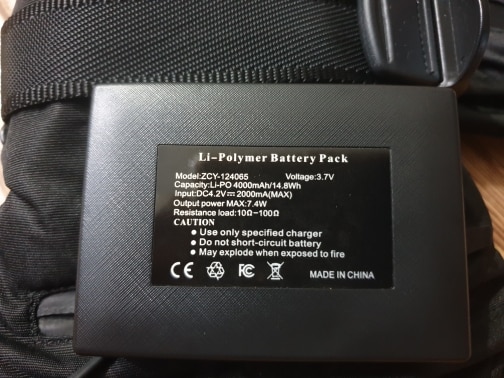 Li-Polymer Battery Pack
Model:ZCY-124065 Voltage:3.7V
Capacity:Li-PO 4000mAh/14.8Wh
Input:DC4.2V⎓2000mA(MAX)
Output power MAX:7.4W
Resistance load:10Ω-100Ω
CAUTION
● Use only specified charger
● Do not short-circuit battery
● May explode when exposed to fire
CE FC MADE IN CHINA